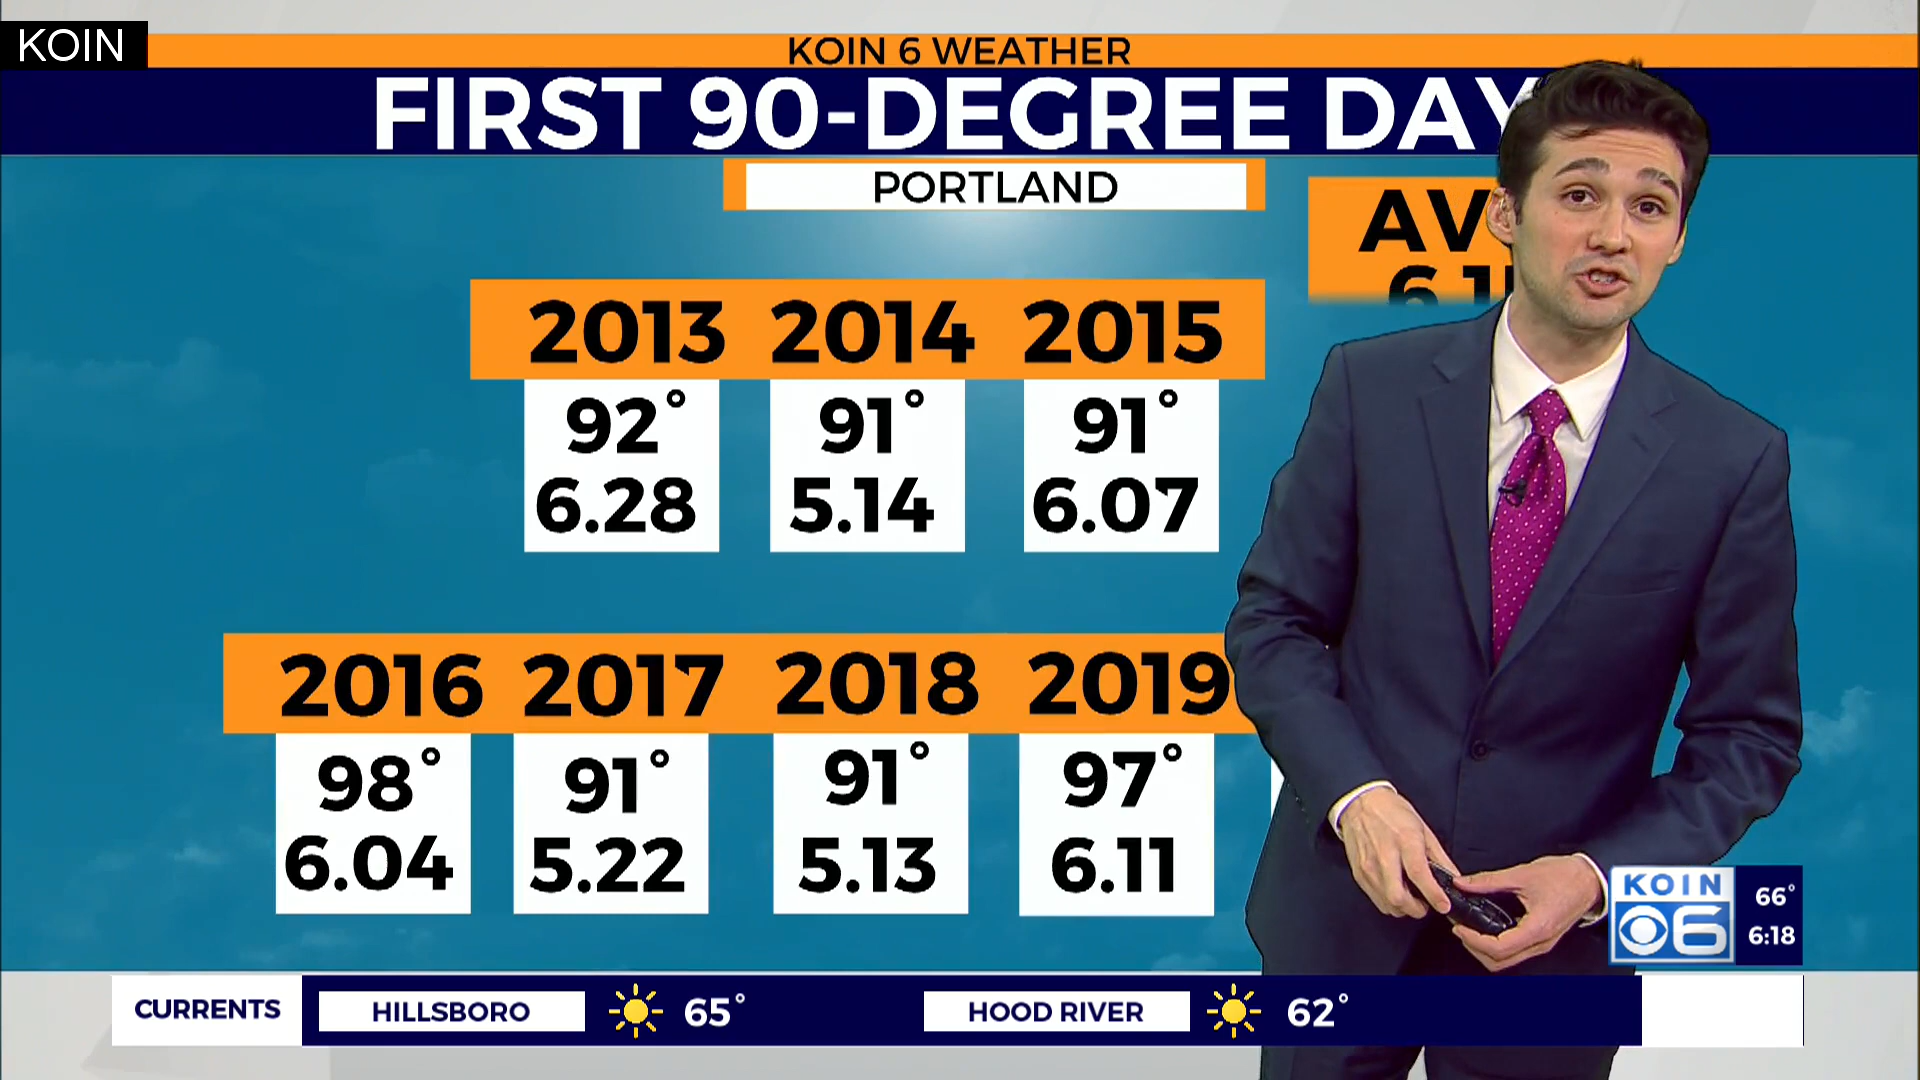 KOIN
KOIN 6 WEATHER
FIRST 90-DEGREE DAY
PORTLAND
2013 2014 2015
92° 91° 91°
6.28 5.14 6.07
2016 2017 2018 2019
98° 91° 91° 97°
6.04 5.22 5.13 6.11
KOIN
6
66°
6:18
CURRENTS HILLSBORO 65° HOOD RIVER 62°